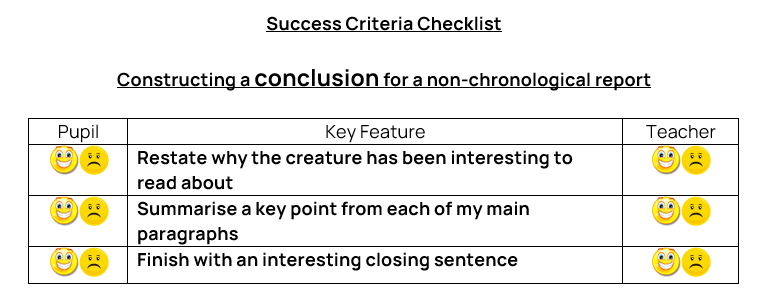 Success Criteria Checklist
Constructing a conclusion for a non-chronological report
Pupil Key Feature Teacher
Restate why the creature has been interesting to
read about
Summarise a key point from each of my main
paragraphs
Finish with an interesting closing sentence